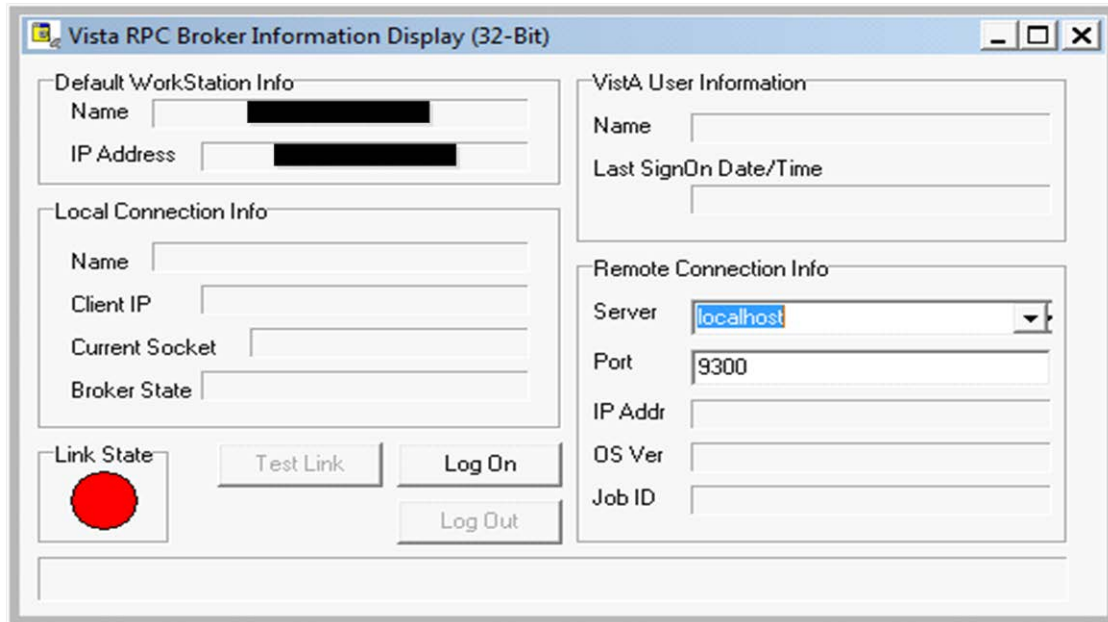 Vista RPC Broker Information Display (32-Bit)
Default WorkStation Info
Name
IP Address
Local Connection Info
Name
Client IP
Current Socket
Broker State
Link State
Test Link
Log On
Log Out
VistA User Information
Name
Last SignOn Date/Time
Remote Connection Info
Server
localhost
Port
9300
IP Addr
OS Ver
Job ID